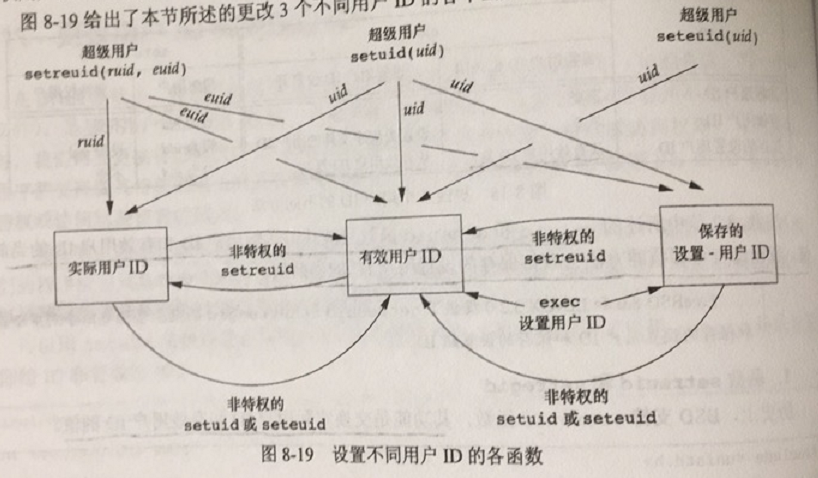 图 8-19 给出了本节所述的更改 3 个不同用户 ID 的各
超级用户
setreuid(ruid, euid)
超级用户
setuid(uid)
超级用户
seteuid(uid)
ruid
euid
euid
uid
uid
uid
uid
实际用户 ID
非特权的
setreuid
有效用户 ID
非特权的
setreuid
保存的
设置-用户 ID
exec
设置用户 ID
非特权的
setuid 或 seteuid
非特权的
setuid 或 seteuid
图 8-19 设置不同用户 ID 的各函数